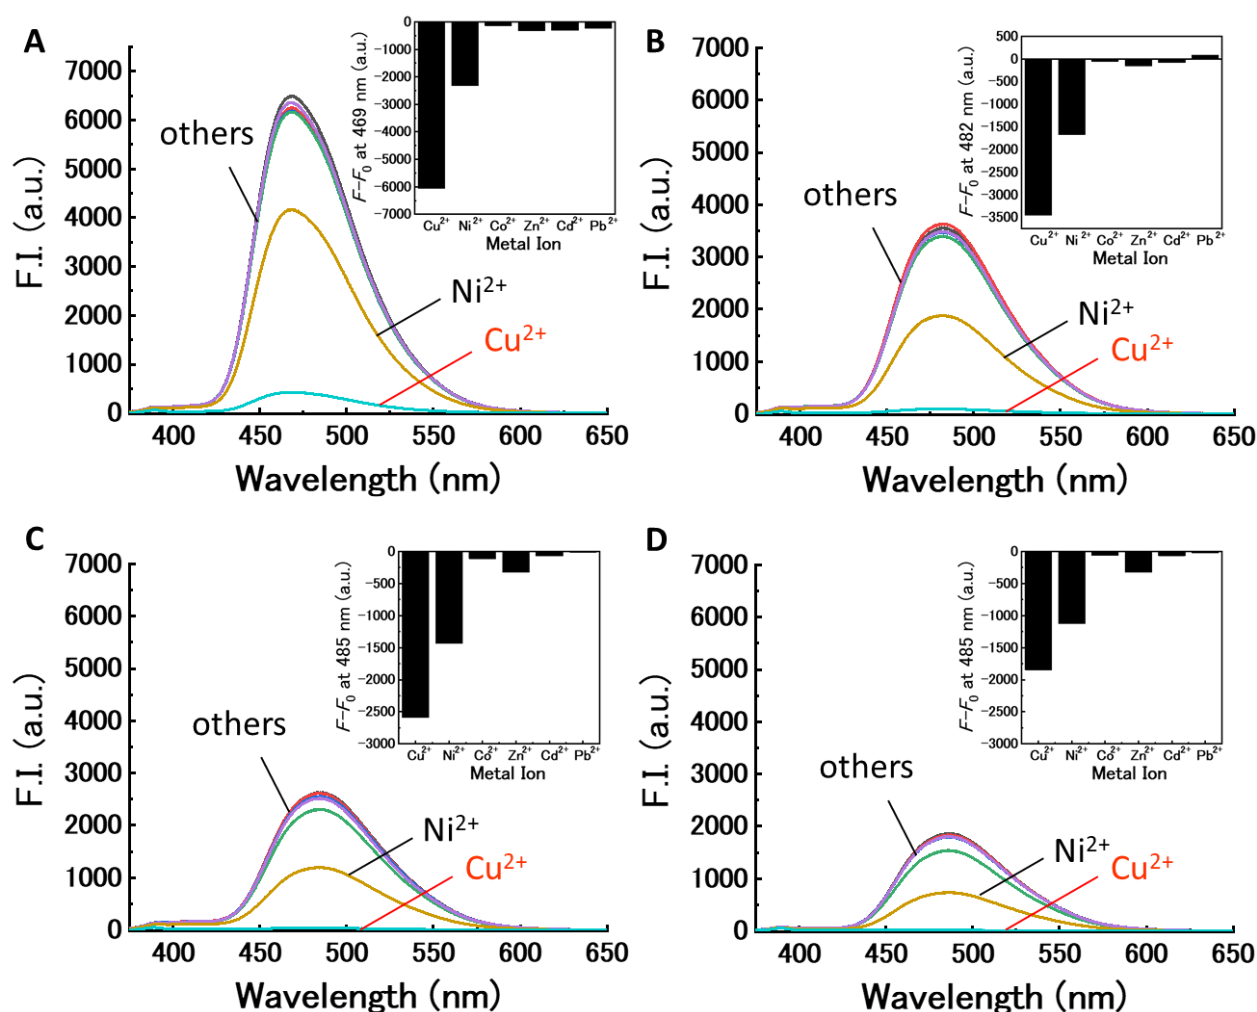 A
F.I. (a.u.)
7000
6000
5000
4000
3000
2000
1000
0
400 450 500 550 600 650
Wavelength (nm)
others
Ni2+
Cu2+
F-F0 at 469 nm (a.u.)
0
-1000
-2000
-3000
-4000
-5000
-6000
-7000
Cu2+ Ni2+ Co2+ Zn2+ Cd2+ Pb2+
Metal Ion
B
F.I. (a.u.)
7000
6000
5000
4000
3000
2000
1000
0
400 450 500 550 600 650
Wavelength (nm)
others
Ni2+
Cu2+
F-F0 at 482 nm (a.u.)
500
0
-500
-1000
-1500
-2000
-2500
-3000
-3500
Cu2+ Ni2+ Co2+ Zn2+ Cd2+ Pb2+
Metal Ion
C
F.I. (a.u.)
7000
6000
5000
4000
3000
2000
1000
0
400 450 500 550 600 650
Wavelength (nm)
others
Ni2+
Cu2+
F-F0 at 485 nm (a.u.)
0
-500
-1000
-1500
-2000
-2500
-3000
Cu2+ Ni2+ Co2+ Zn2+ Cd2+ Pb2+
Metal Ion
D
F.I. (a.u.)
7000
6000
5000
4000
3000
2000
1000
0
400 450 500 550 600 650
Wavelength (nm)
others
Ni2+
Cu2+
F-F0 at 485 nm (a.u.)
0
-500
-1000
-1500
-2000
-2500
-3000
Cu2+ Ni2+ Co2+ Zn2+ Cd2+ Pb2+
Metal Ion